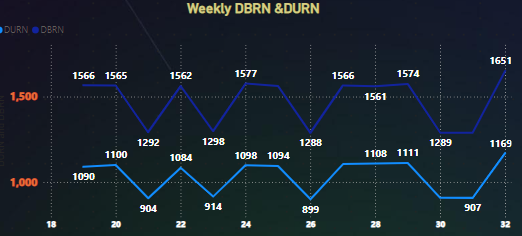 Weekly DBRN &DURN
DURN DBRN
1566 1565 1562 1577 1566 1574 1651
1,500
1561
1292 1298 1288 1289
1100 1084 1098 1094 1108 1111 1169
1090
1,000
904 914 899 907
18 20 22 24 26 28 30 32